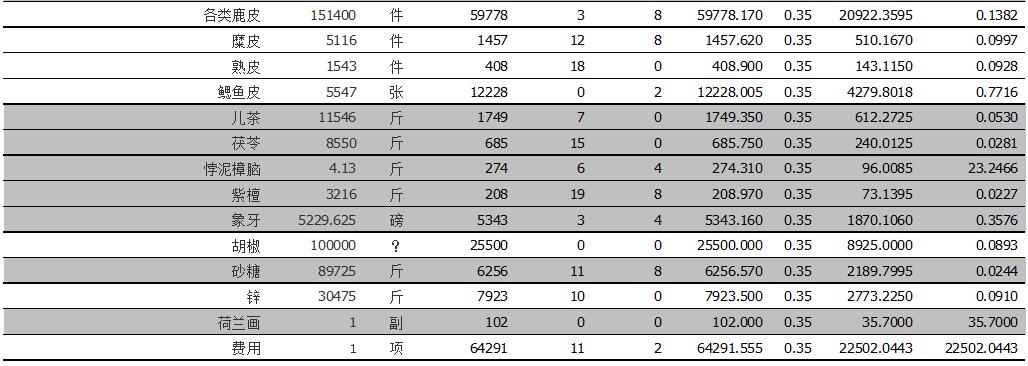 各类鹿皮 151400 件 59778 3 8 59778.170 0.35 20922.3595 0.1382
糜皮 5116 件 1457 12 8 1457.620 0.35 510.1670 0.0997
熟皮 1543 件 408 18 0 408.900 0.35 143.1150 0.0928
鳃鱼皮 5547 张 12228 0 2 12228.005 0.35 4279.8018 0.7716
儿茶 11546 斤 1749 7 0 1749.350 0.35 612.2725 0.0530
茯苓 8550 斤 685 15 0 685.750 0.35 240.0125 0.0281
悖泥樟脑 4.13 斤 274 6 4 274.310 0.35 96.0085 23.2466
紫檀 3216 斤 208 19 8 208.970 0.35 73.1395 0.0227
象牙 5229.625 磅 5343 3 4 5343.160 0.35 1870.1060 0.3576
胡椒 100000 ? 25500 0 0 25500.000 0.35 8925.0000 0.0893
砂糖 89725 斤 6256 11 8 6256.570 0.35 2189.7995 0.0244
锌 30475 斤 7923 10 0 7923.500 0.35 2773.2250 0.0910
荷兰画 1 副 102 0 0 102.000 0.35 35.7000 35.7000
费用 1 项 64291 11 2 64291.555 0.35 22502.0443 22502.0443